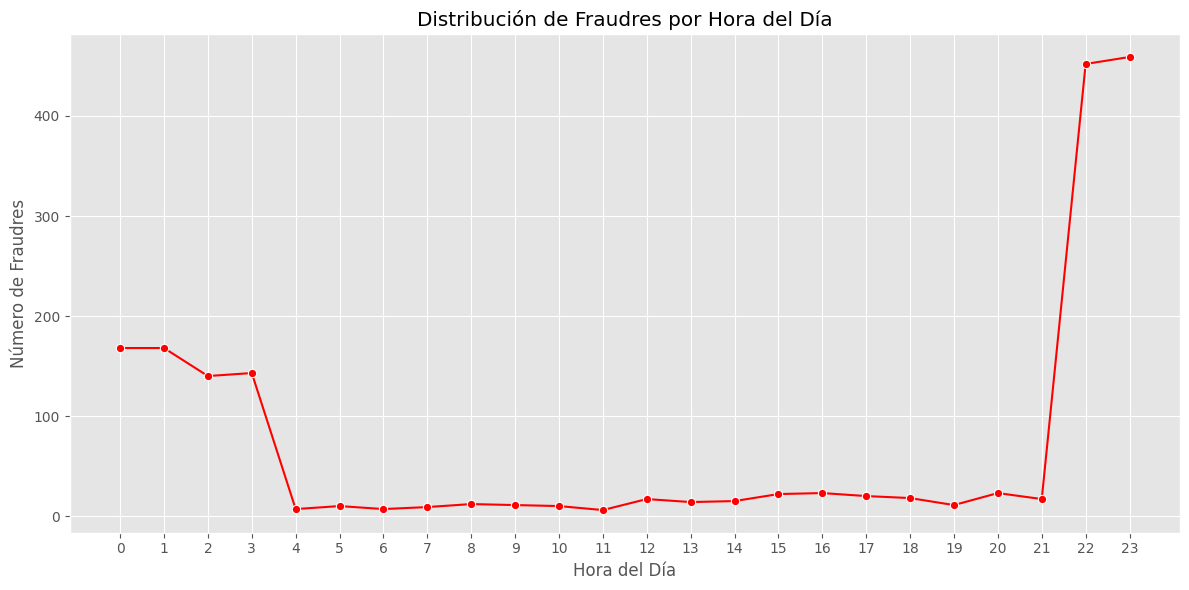 Distribución de Fraudres por Hora del Día
Número de Fraudres
400
300
200
100
0
0 1 2 3 4 5 6 7 8 9 10 11 12 13 14 15 16 17 18 19 20 21 22 23
Hora del Día